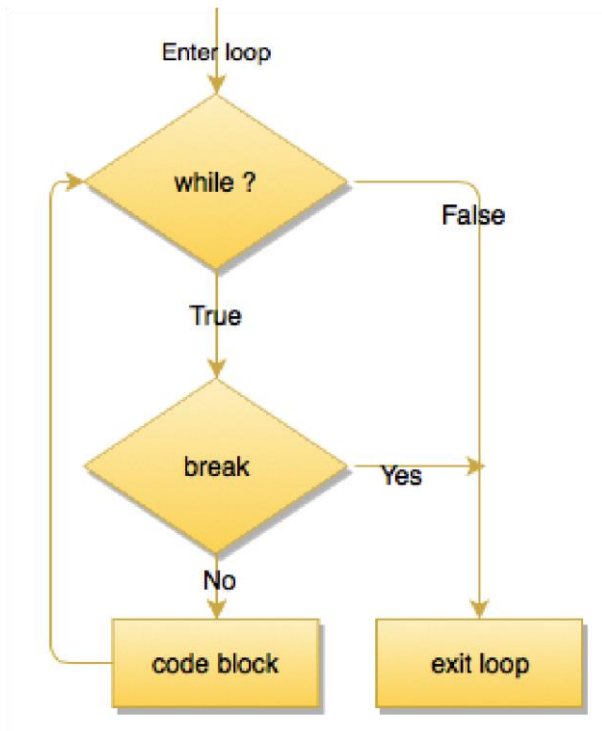 Enter loop
while ?
False
True
break
Yes
No
code block
exit loop